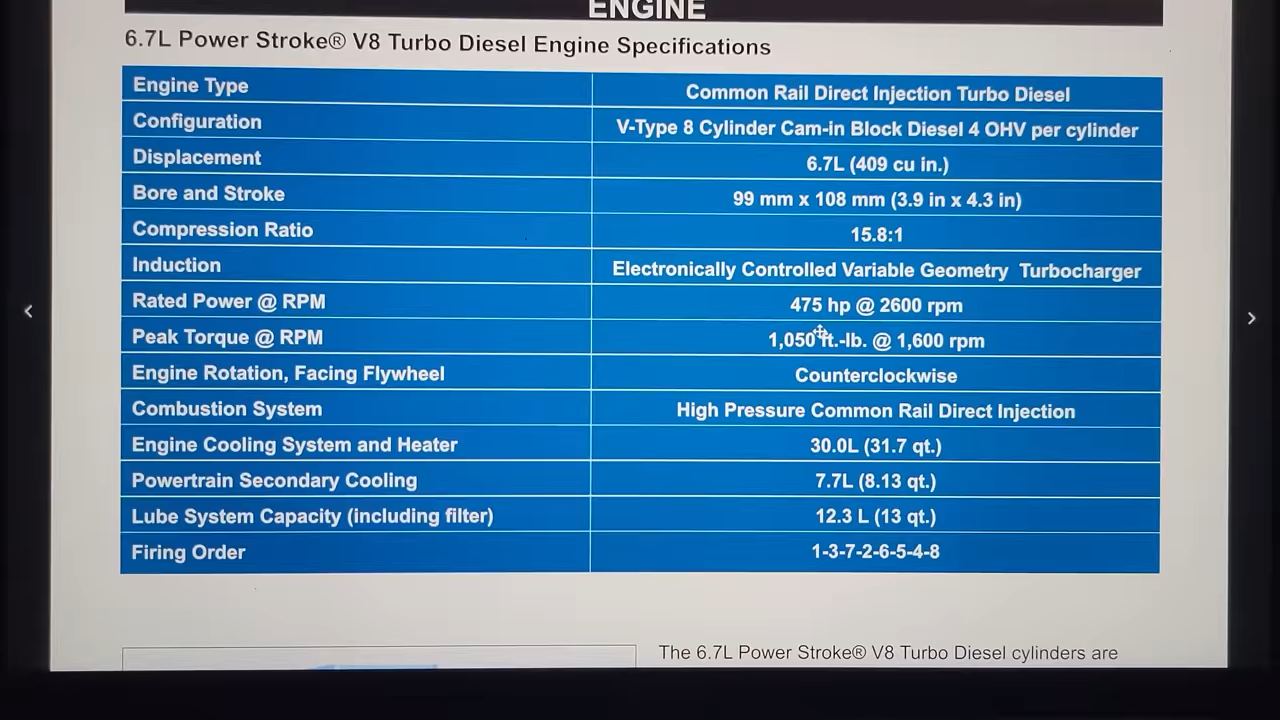 ENGINE
6.7L Power Stroke® V8 Turbo Diesel Engine Specifications
Engine Type Common Rail Direct Injection Turbo Diesel
Configuration V-Type 8 Cylinder Cam-in Block Diesel 4 OHV per cylinder
Displacement 6.7L (409 cu in.)
Bore and Stroke 99 mm x 108 mm (3.9 in x 4.3 in)
Compression Ratio 15.8:1
Induction Electronically Controlled Variable Geometry Turbocharger
Rated Power @ RPM 475 hp @ 2600 rpm
Peak Torque @ RPM 1,050 ft.-lb. @ 1,600 rpm
Engine Rotation, Facing Flywheel Counterclockwise
Combustion System High Pressure Common Rail Direct Injection
Engine Cooling System and Heater 30.0L (31.7 qt.)
Powertrain Secondary Cooling 7.7L (8.13 qt.)
Lube System Capacity (including filter) 12.3 L (13 qt.)
Firing Order 1-3-7-2-6-5-4-8
The 6.7L Power Stroke® V8 Turbo Diesel cylinders are